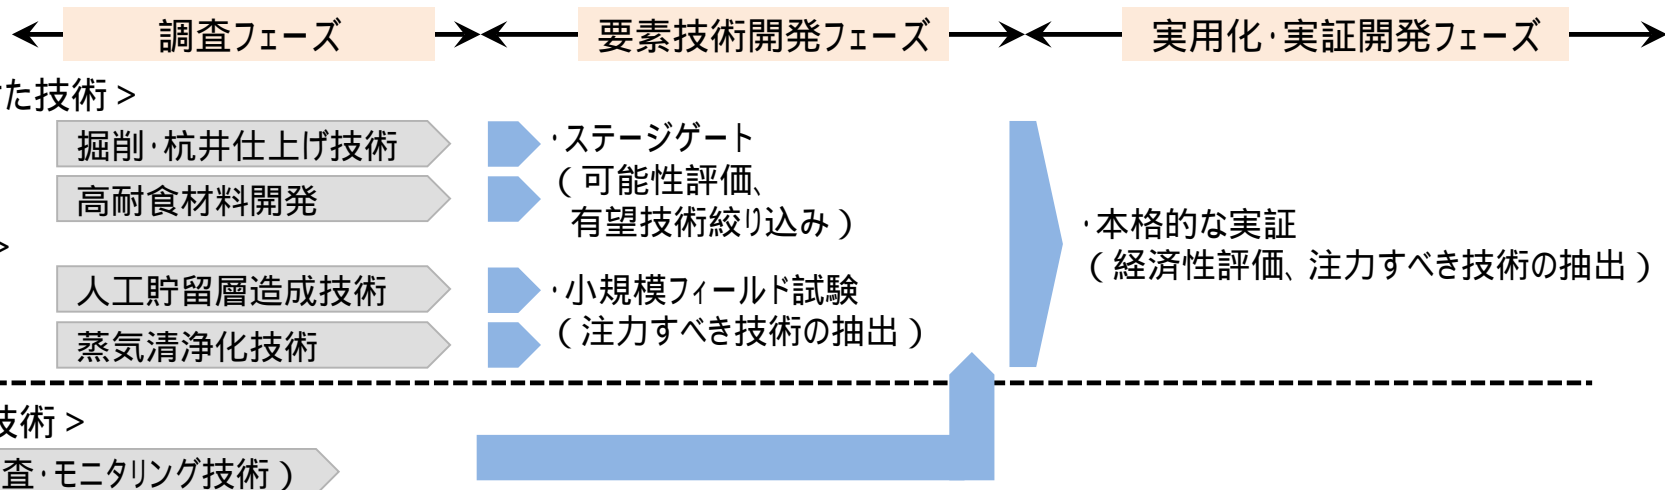 調査フェーズ
要素技術開発フェーズ
実用化・実証開発フェーズ
た技術>
掘削・杭井仕上げ技術
・ステージゲート
高耐食材料開発
(可能性評価、
有望技術絞り込み)
・本格的な実証
(経済性評価、注力すべき技術の抽出)
>
人工貯留層造成技術
・小規模フィールド試験
蒸気清浄化技術
(注力すべき技術の抽出)
技術>
査・モニタリング技術)